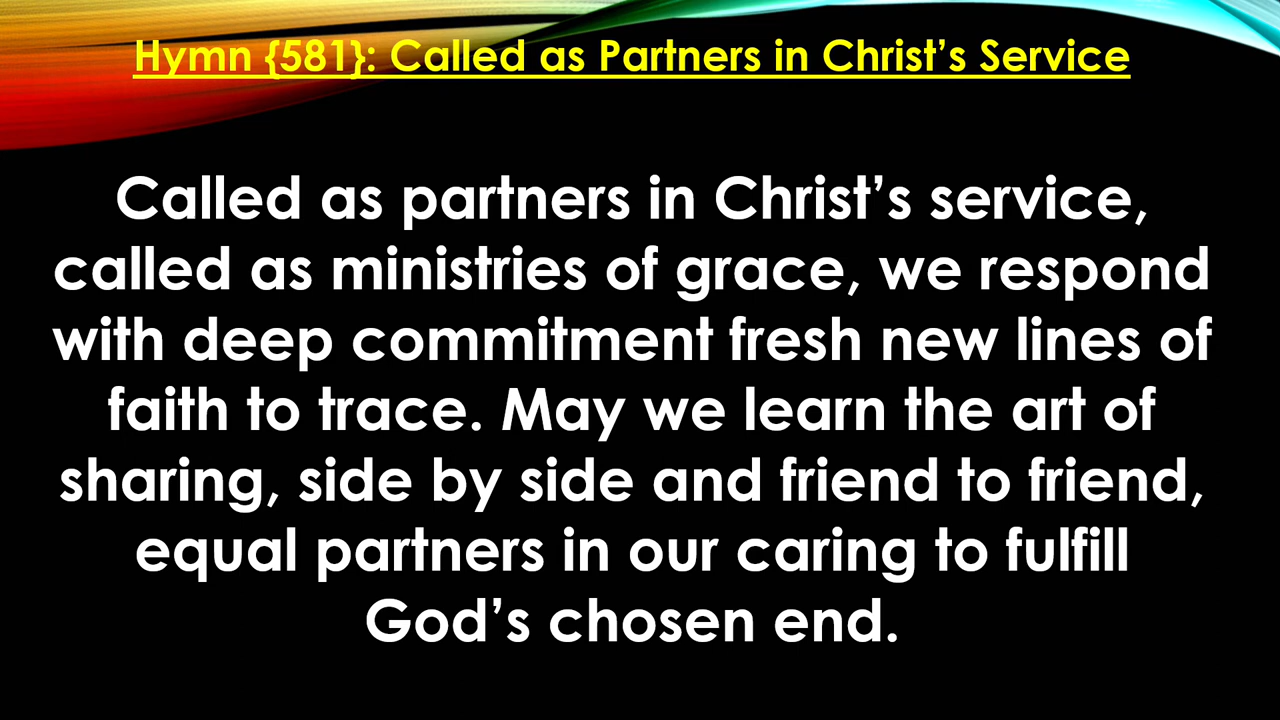 Hymn {581}: Called as Partners in Christ’s Service
Called as partners in Christ’s service,
called as ministries of grace, we respond
with deep commitment fresh new lines of
faith to trace. May we learn the art of
sharing, side by side and friend to friend,
equal partners in our caring to fulfill
God’s chosen end.